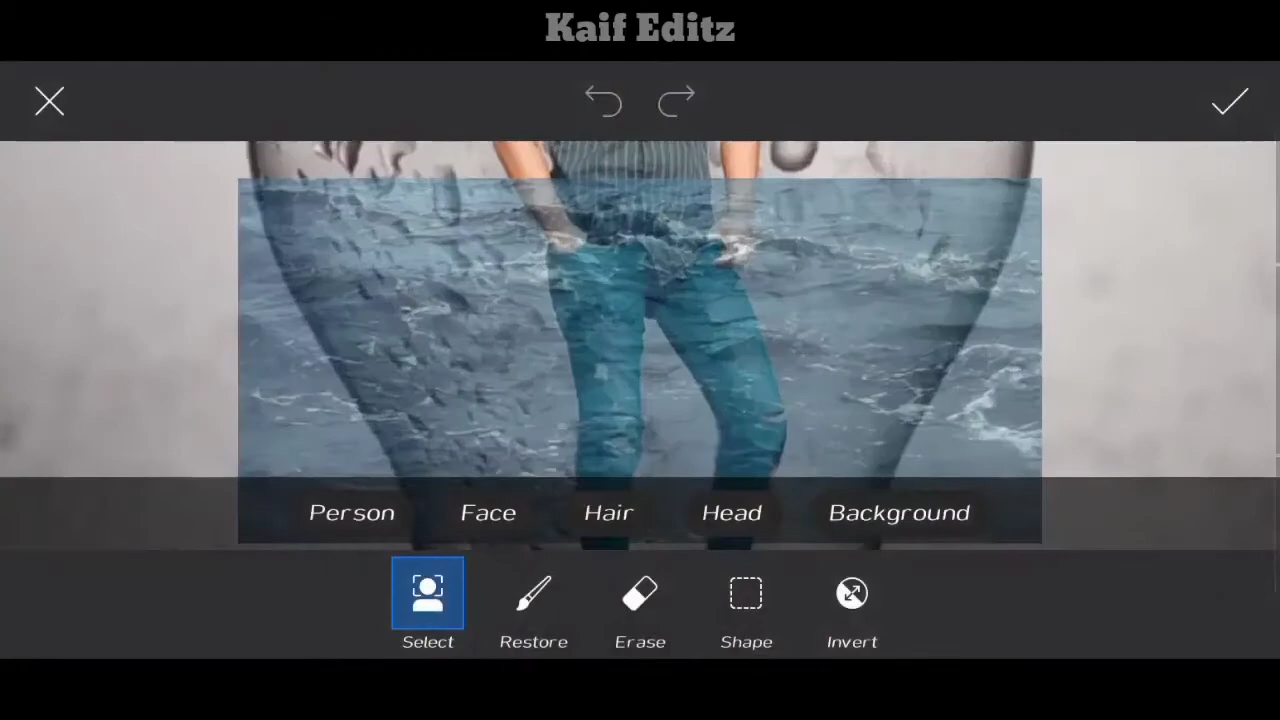 Kaif Editz
Person Face Hair Head Background
Select Restore Erase Shape Invert